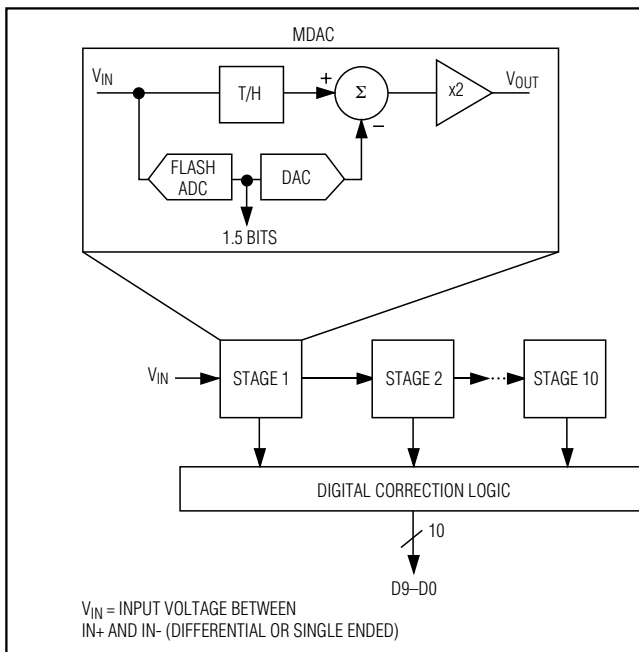 MDAC
VIN
T/H
+
Σ
−
x2
VOUT
FLASH
ADC
DAC
1.5 BITS
VIN
STAGE 1
STAGE 2
...
STAGE 10
DIGITAL CORRECTION LOGIC
10
D9–D0
VIN = INPUT VOLTAGE BETWEEN
IN+ AND IN- (DIFFERENTIAL OR SINGLE ENDED)